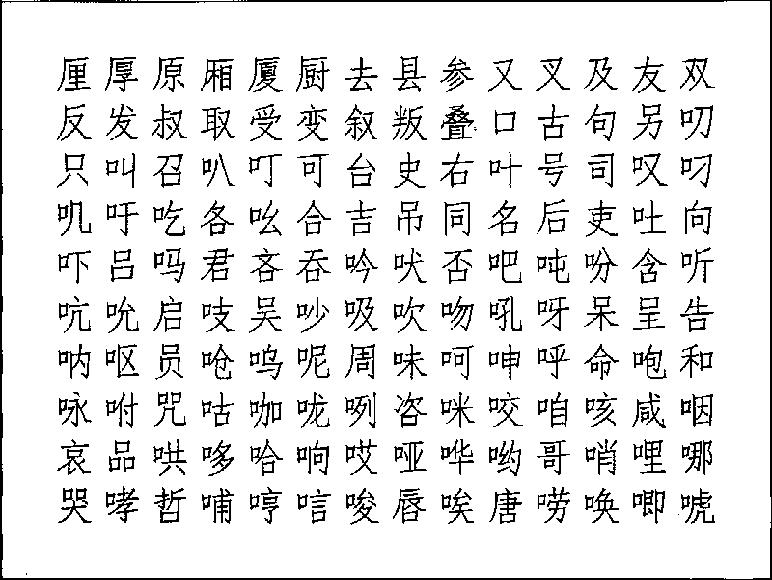 厘厚原厢厦厨去县参又叉及友双
反发叔取受变叙叛叠口古句另叨
只叫召叭叮可台史右叶号司叹叼
叽吁吃各吆合吉吊同名后吏吐向
吓吕吗君吝吞吟吠否吧吨吩含听
吭吮启吱吴吵吸吹吻吼呀呆呈告
呐呕员呛呜呢周味呵呻呼命咆和
咏咐咒咕咖咙咧咨咪咬咱咳咸咽
哀品哄哆哈响哎哑哗哟哥哨哩哪
哭哮哲哺哼唁唆唇唉唐唠唤唧唬